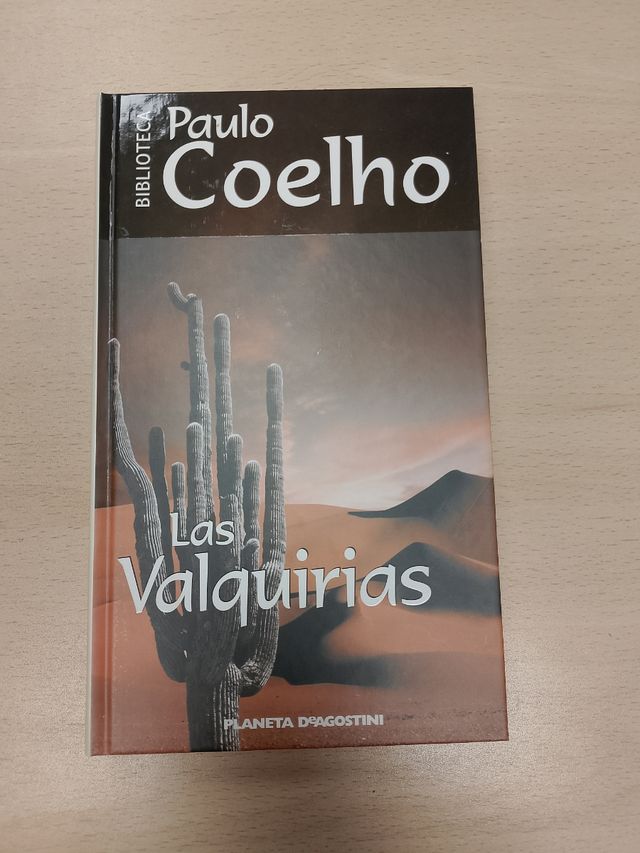 BIBLIOTECA
Paulo
Coelho
Las
Valquirias
PLANETA DeAGOSTINI